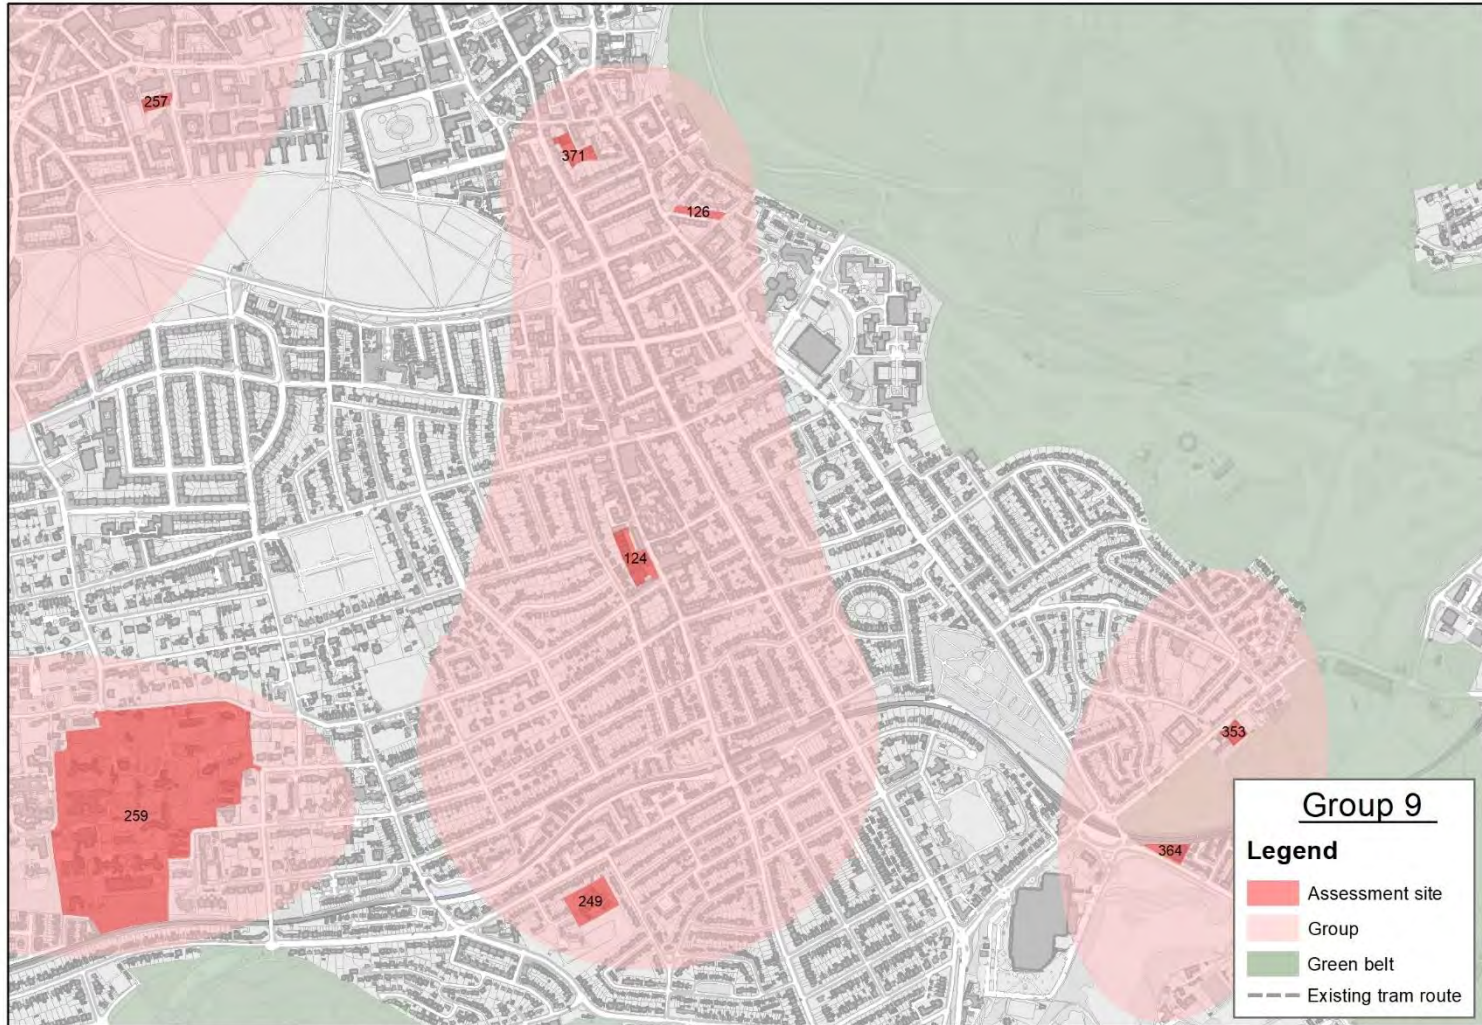 257
371
126
124
353
259
364
249
Group 9
Legend
Assessment site
Group
Green belt
Existing tram route